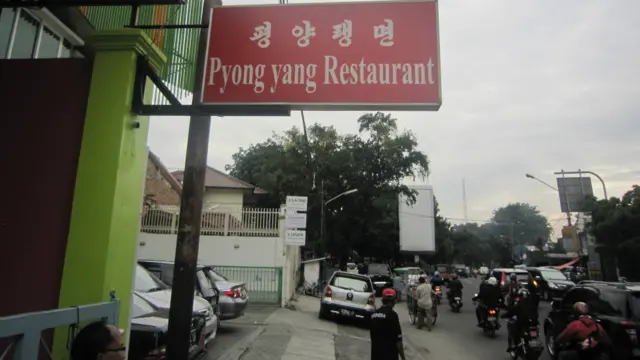 평양랭면
Pyong yang Restaurant